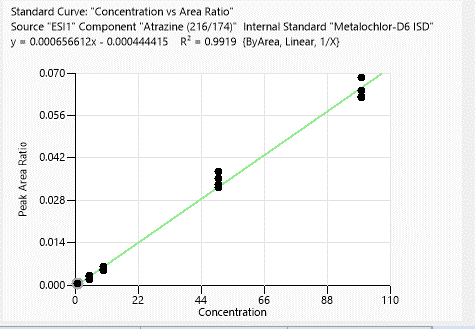 Standard Curve: "Concentration vs Area Ratio"
Source "ESI1" Component "Atrazine (216/174)" Internal Standard "Metalochlor-D6 ISD"
y = 0.000656612x - 0.000444415 R² = 0.9919 {ByArea, Linear, 1/X}
0.070
0.056
0.042
0.028
0.014
0.000
Peak Area Ratio
0 22 44 66 88 110
Concentration